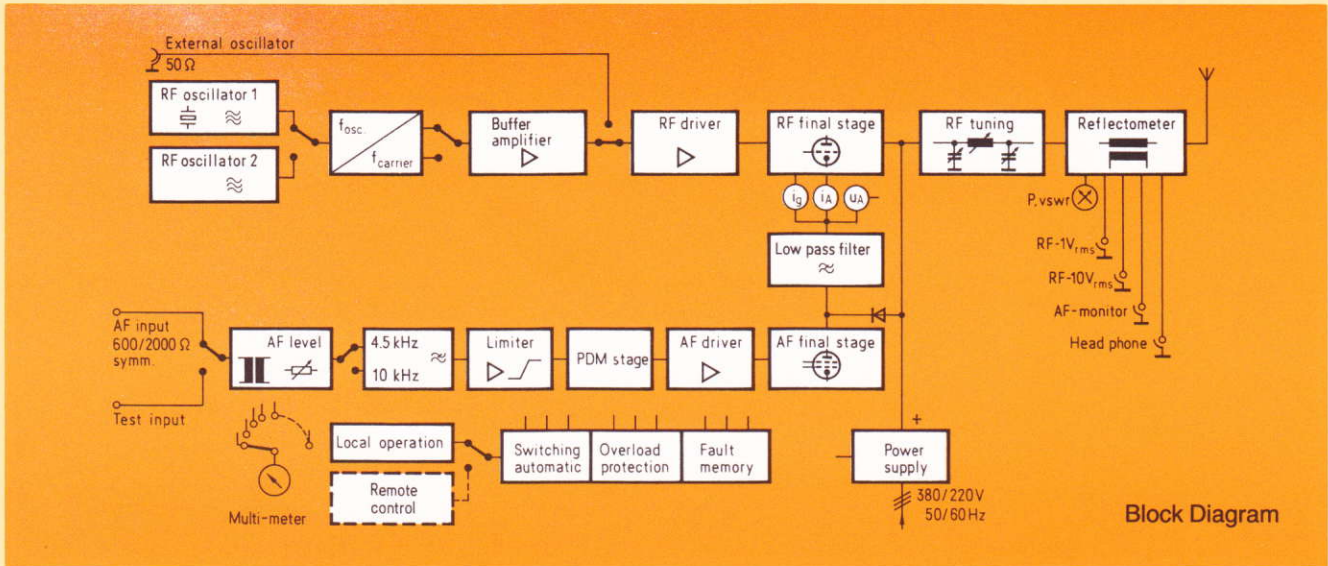 External oscillator
50 Ω
RF oscillator 1
RF oscillator 2
fosc.
fcarrier
Buffer
amplifier
RF driver
RF final stage
RF tuning
Reflectometer
ig
iA
uA
P.vswr
Low pass filter
RF-1Vrms
RF-10Vrms
AF-monitor
Head phone
AF input
600/2000 Ω
symm.
Test input
AF level
4.5 kHz
10 kHz
Limiter
PDM stage
AF driver
AF final stage
Multi-meter
Local operation
Remote
control
Switching
automatic
Overload
protection
Fault
memory
+
Power
supply
380/220V
50/60Hz
Block Diagram